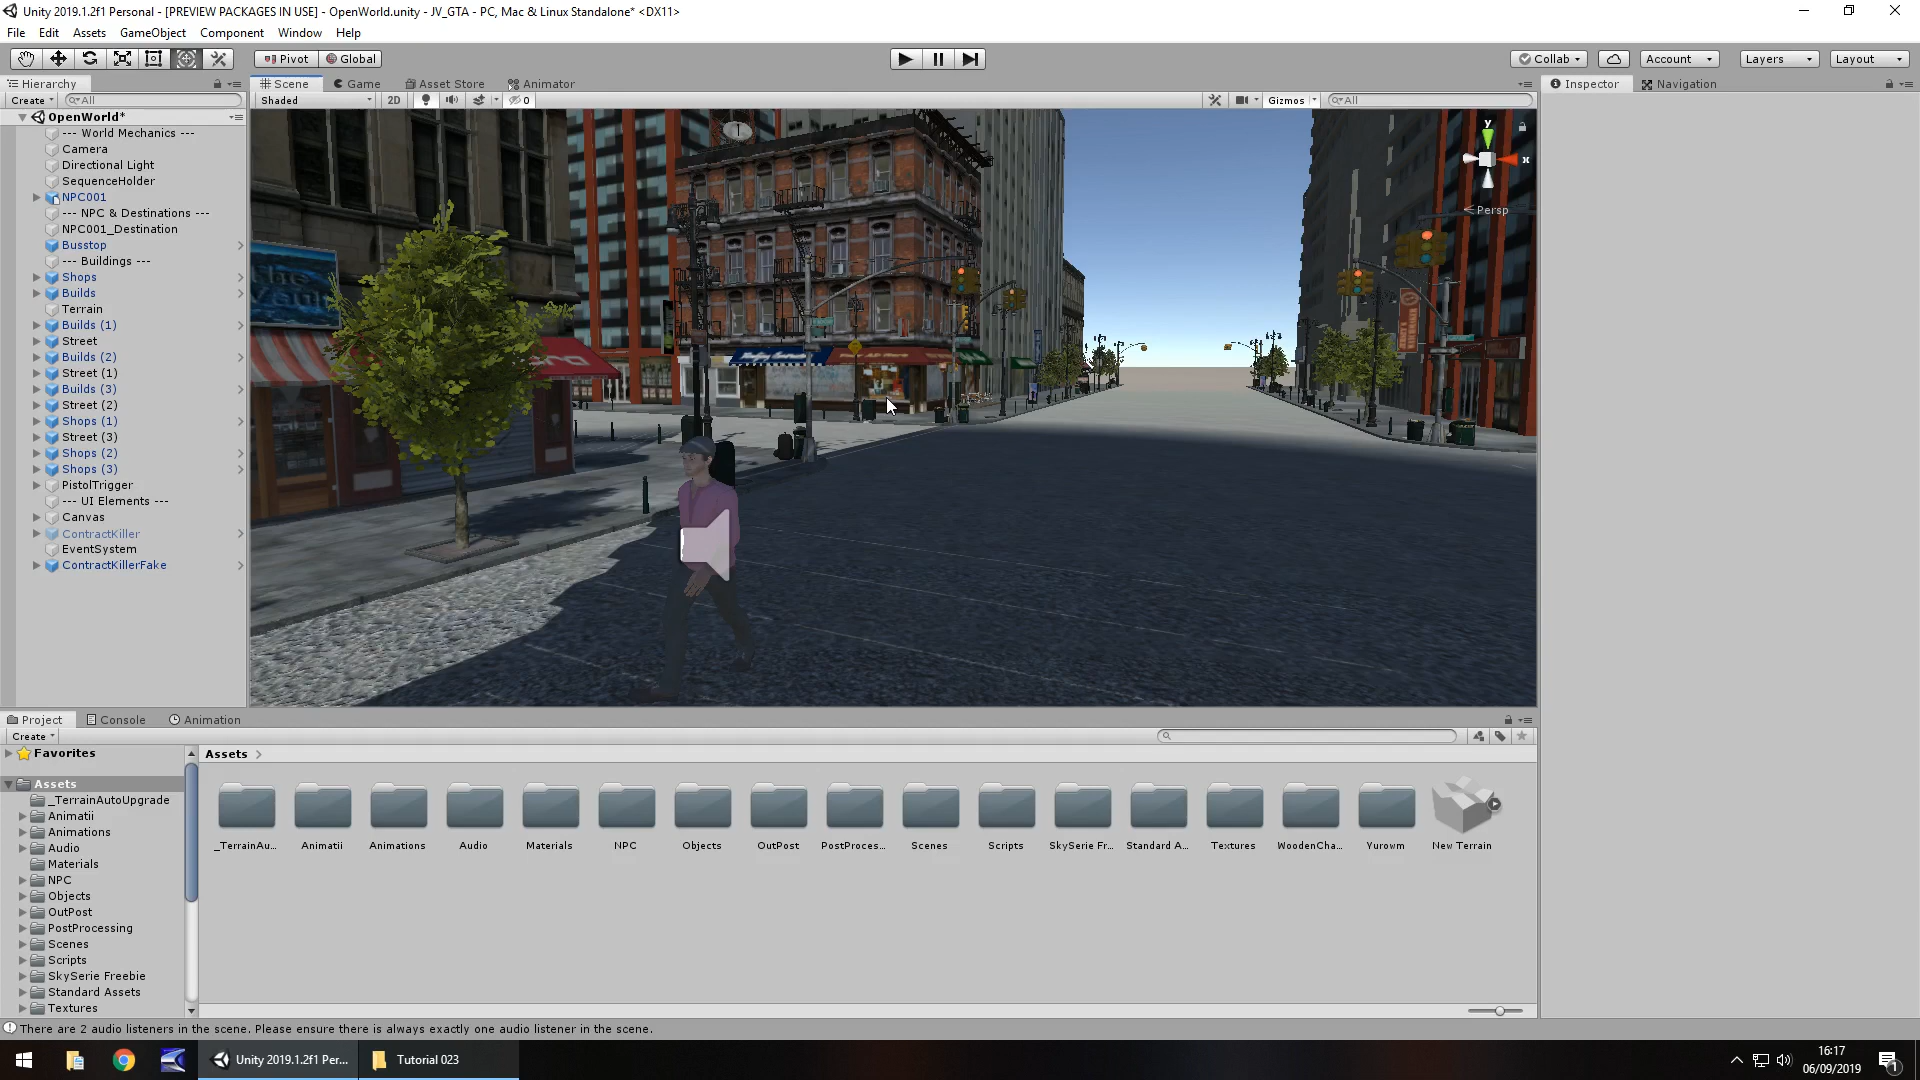 Unity 2019.1.2f1 Personal - [PREVIEW PACKAGES IN USE] - OpenWorld.unity - JV_GTA - PC, Mac & Linux Standalone* <DX11>
File Edit Assets GameObject Component Window Help
Pivot Global Collab Account Layers Layout
Hierarchy Scene Game Asset Store Animator Inspector Navigation
Create All Shaded 2D 0 Gizmos All
OpenWorld*
--- World Mechanics ---
Camera
Directional Light
SequenceHolder
NPC001
--- NPC & Destinations ---
NPC001_Destination
Busstop
--- Buildings ---
Shops
Builds
Terrain
Builds (1)
Street
Builds (2)
Street (1)
Builds (3)
Street (2)
Shops (1)
Street (3)
Shops (2)
Shops (3)
PistolTrigger
--- UI Elements ---
Canvas
ContractKiller
EventSystem
ContractKillerFake
y
x
Persp
Project Console Animation
Create
Favorites
Assets
Assets
_TerrainAutoUpgrade
Animatii
Animations
Audio
Materials
NPC
Objects
OutPost
PostProcessing
Scenes
Scripts
SkySerie Freebie
Standard Assets
Textures
_TerrainAu... Animatii Animations Audio Materials NPC Objects OutPost PostProces... Scenes Scripts SkySerie Fr... Standard A... Textures WoodenCha... Yurowm New Terrain
There are 2 audio listeners in the scene. Please ensure there is always exactly one audio listener in the scene.
Unity 2019.1.2f1 Per... Tutorial 023
16:17
06/09/2019
1